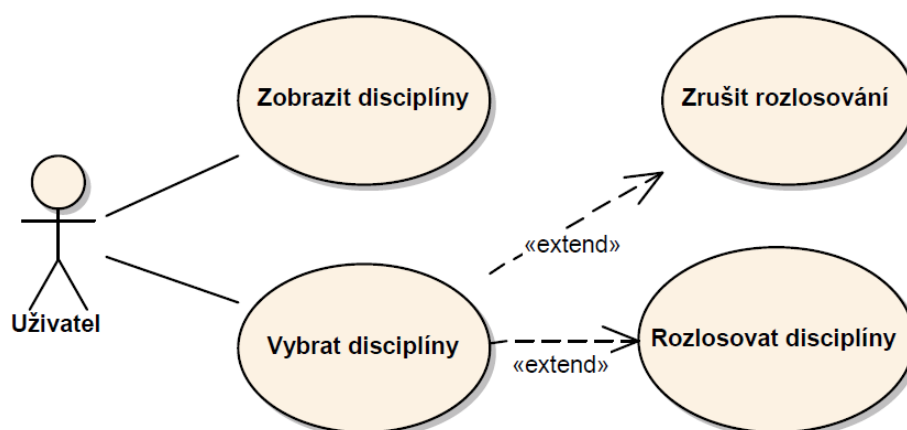 Zobrazit disciplíny
Zrušit rozlosování
«extend»
Uživatel
Vybrat disciplíny
Rozlosovat disciplíny
«extend»